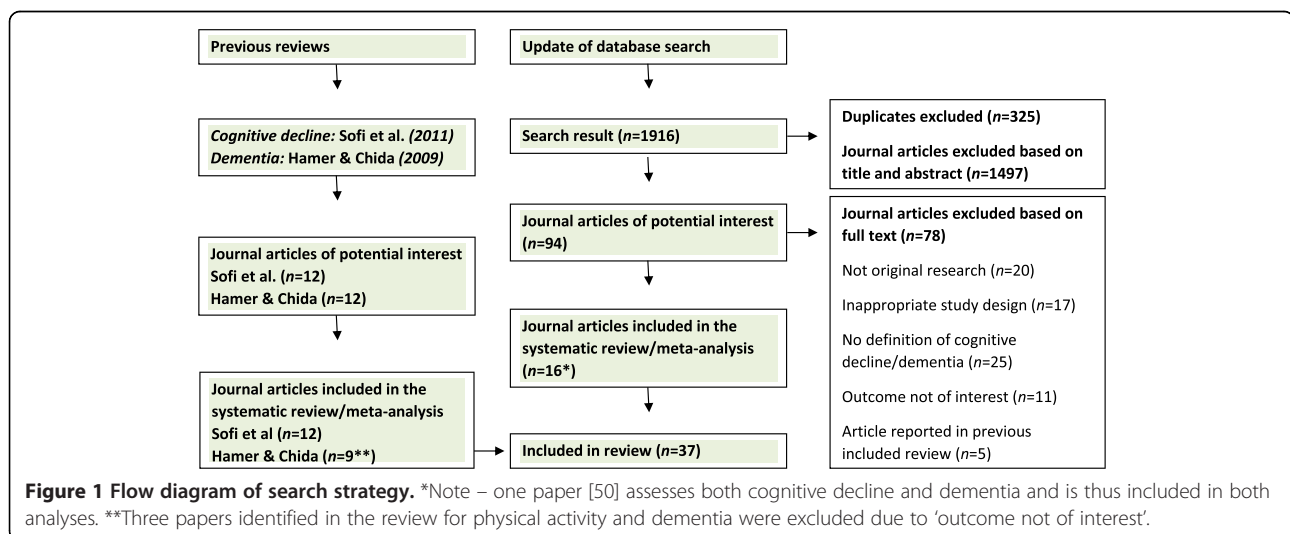 Previous reviews
Cognitive decline: Sofi et al. (2011)
Dementia: Hamer & Chida (2009)
Journal articles of potential interest
Sofi et al. (n=12)
Hamer & Chida (n=12)
Journal articles included in the
systematic review/meta-analysis
Sofi et al (n=12)
Hamer & Chida (n=9**)
Update of database search
Search result (n=1916)
Journal articles of potential interest
(n=94)
Journal articles included in the
systematic review/meta-analysis
(n=16*)
Included in review (n=37)
Duplicates excluded (n=325)
Journal articles excluded based on
title and abstract (n=1497)
Journal articles excluded based on
full text (n=78)
Not original research (n=20)
Inappropriate study design (n=17)
No definition of cognitive
decline/dementia (n=25)
Outcome not of interest (n=11)
Article reported in previous
included review (n=5)
Figure 1 Flow diagram of search strategy. *Note – one paper [50] assesses both cognitive decline and dementia and is thus included in both
analyses. **Three papers identified in the review for physical activity and dementia were excluded due to ‘outcome not of interest’.